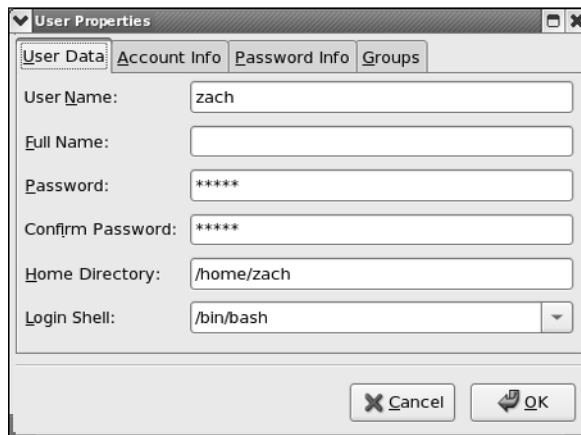 User Properties
User Data Account Info Password Info Groups
User Name: zach
Full Name:
Password: *****
Confirm Password: *****
Home Directory: /home/zach
Login Shell: /bin/bash
Cancel OK